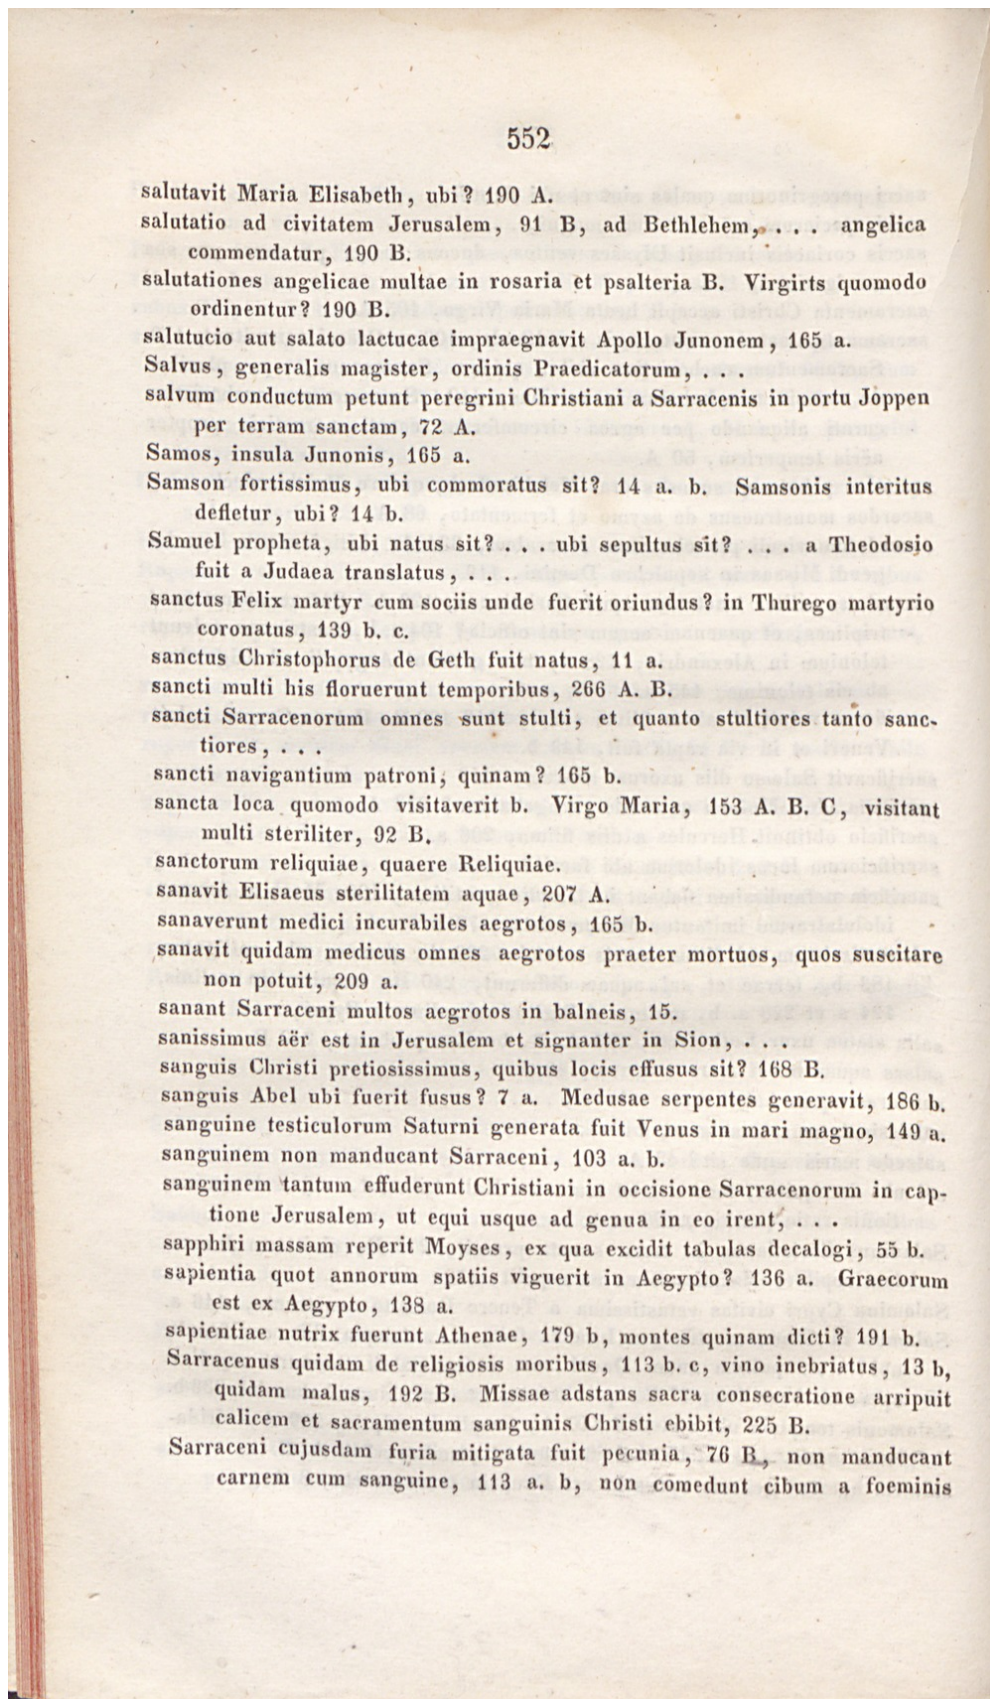 552
salutavit Maria Elisabeth, ubi? 190 A.
salutatio ad civitatem Jerusalem, 91 B, ad Bethlehem, . . . angelica
commendatur, 190 B.
salutationes angelicae multae in rosaria et psalteria B. Virgirts quomodo
ordinentur? 190 B.
salutucio aut salato lactucae impraegnavit Apollo Junonem, 165 a.
Salvus, generalis magister, ordinis Praedicatorum, . . .
salvum conductum petunt peregrini Christiani a Sarracenis in portu Joppen
per terram sanctam, 72 A.
Samos, insula Junonis, 165 a.
Samson fortissimus, ubi commoratus sit? 14 a. b. Samsonis interitus
defletur, ubi? 14 b.
Samuel propheta, ubi natus sit? . . . ubi sepultus sit? . . . a Theodosio
fuit a Judaea translatus, . . .
sanctus Felix martyr cum sociis unde fuerit oriundus? in Thurego martyrio
coronatus, 139 b. c.
sanctus Christophorus de Geth fuit natus, 11 a.
sancti multi his floruerunt temporibus, 266 A. B.
sancti Sarracenorum omnes sunt stulti, et quanto stultiores tanto sanc-
tiores, . . .
sancti navigantium patroni, quinam? 165 b.
sancta loca quomodo visitaverit b. Virgo Maria, 153 A. B. C, visitant
multi steriliter, 92 B.
sanctorum reliquiae, quaere Reliquiae.
sanavit Elisaeus sterilitatem aquae, 207 A.
sanaverunt medici incurabiles aegrotos, 165 b.
sanavit quidam medicus omnes aegrotos praeter mortuos, quos suscitare
non potuit, 209 a.
sanant Sarraceni multos aegrotos in balneis, 15.
sanissimus aër est in Jerusalem et signanter in Sion, . . .
sanguis Christi pretiosissimus, quibus locis effusus sit? 168 B.
sanguis Abel ubi fuerit fusus? 7 a. Medusae serpentes generavit, 186 b.
sanguine testiculorum Saturni generata fuit Venus in mari magno, 149 a.
sanguinem non manducant Sarraceni, 103 a. b.
sanguinem tantum effuderunt Christiani in occisione Sarracenorum in cap-
tione Jerusalem, ut equi usque ad genua in eo irent, . . .
sapphiri massam reperit Moyses, ex qua excidit tabulas decalogi, 55 b.
sapientia quot annorum spatiis viguerit in Aegypto? 136 a. Graecorum
est ex Aegypto, 138 a.
sapientiae nutrix fuerunt Athenae, 179 b, montes quinam dicti? 191 b.
Sarracenus quidam de religiosis moribus, 113 b. c, vino inebriatus, 13 b,
quidam malus, 192 B. Missae adstans sacra consecratione arripuit
calicem et sacramentum sanguinis Christi ebibit, 225 B.
Sarraceni cujusdam furia mitigata fuit pecunia, 76 B, non manducant
carnem cum sanguine, 113 a. b, non comedunt cibum a foeminis